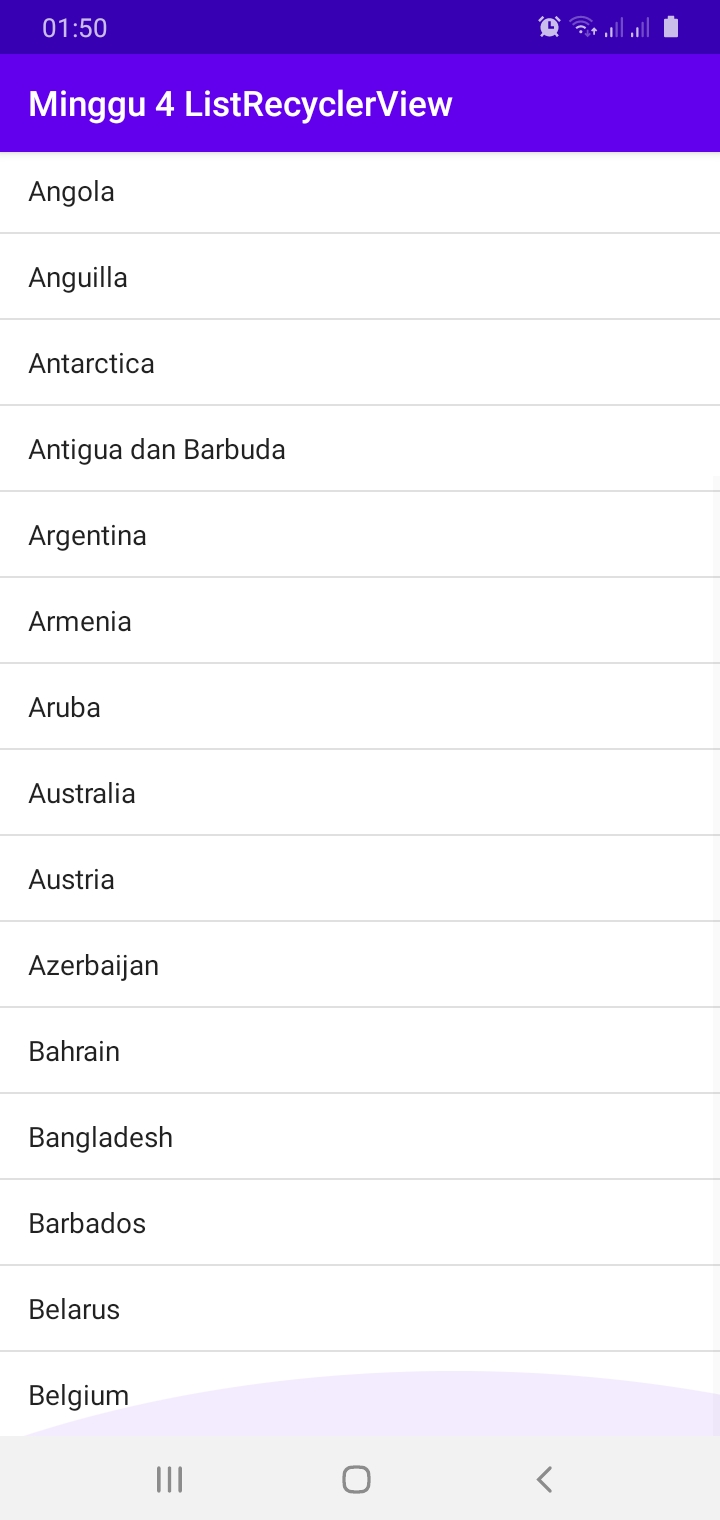 01:50
Minggu 4 ListRecyclerView
Angola
Anguilla
Antarctica
Antigua dan Barbuda
Argentina
Armenia
Aruba
Australia
Austria
Azerbaijan
Bahrain
Bangladesh
Barbados
Belarus
Belgium